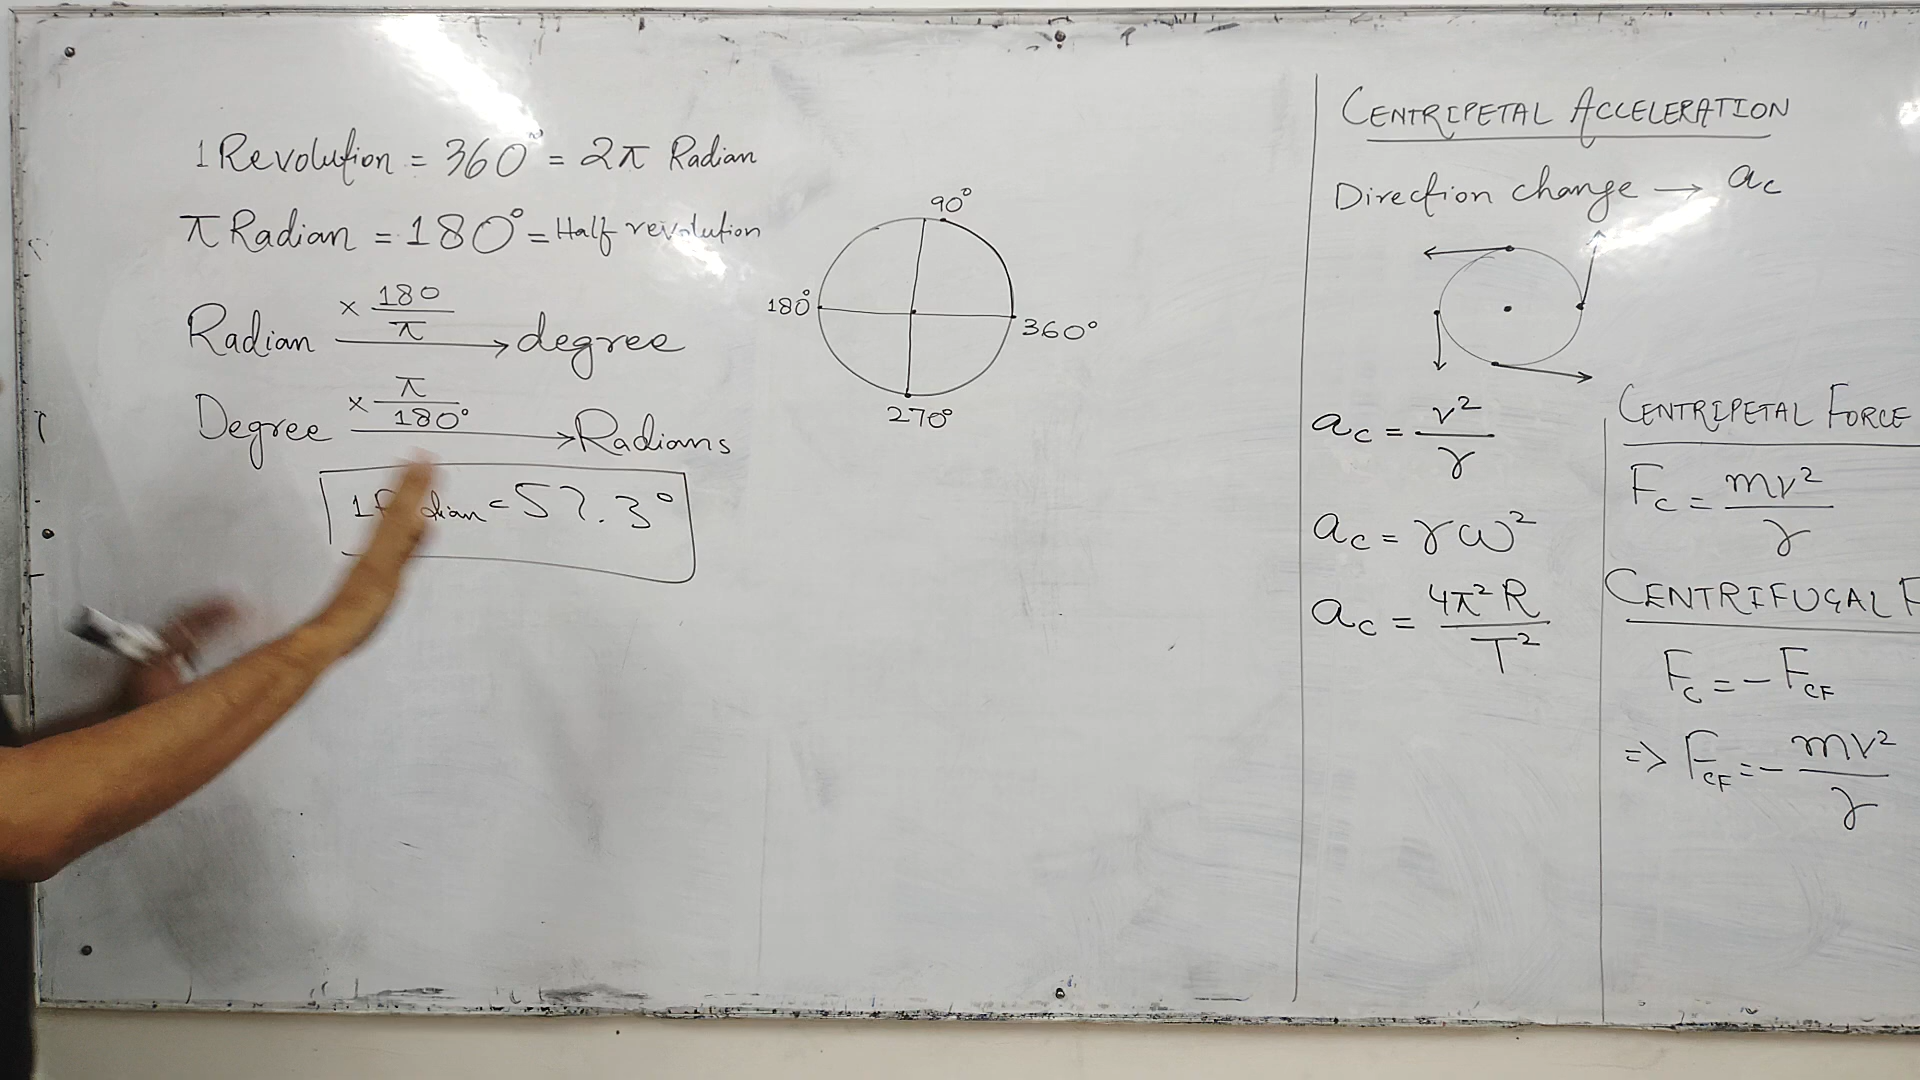 1 Revolution = 360° = 2π Radian
π Radian = 180° = Half revolution
Radian × 180/π → degree
Degree × π/180° → Radians
= 57.3°
90°
180°
360°
270°
CENTRIPETAL ACCELERATION
Direction change → ac
ac = v²/r
ac = rω²
ac = 4π²R/T²
CENTRIPETAL FORCE
Fc = mv²/r
CENTRIFUGAL F
Fc = -FCF
=> FCF = - mv²/r